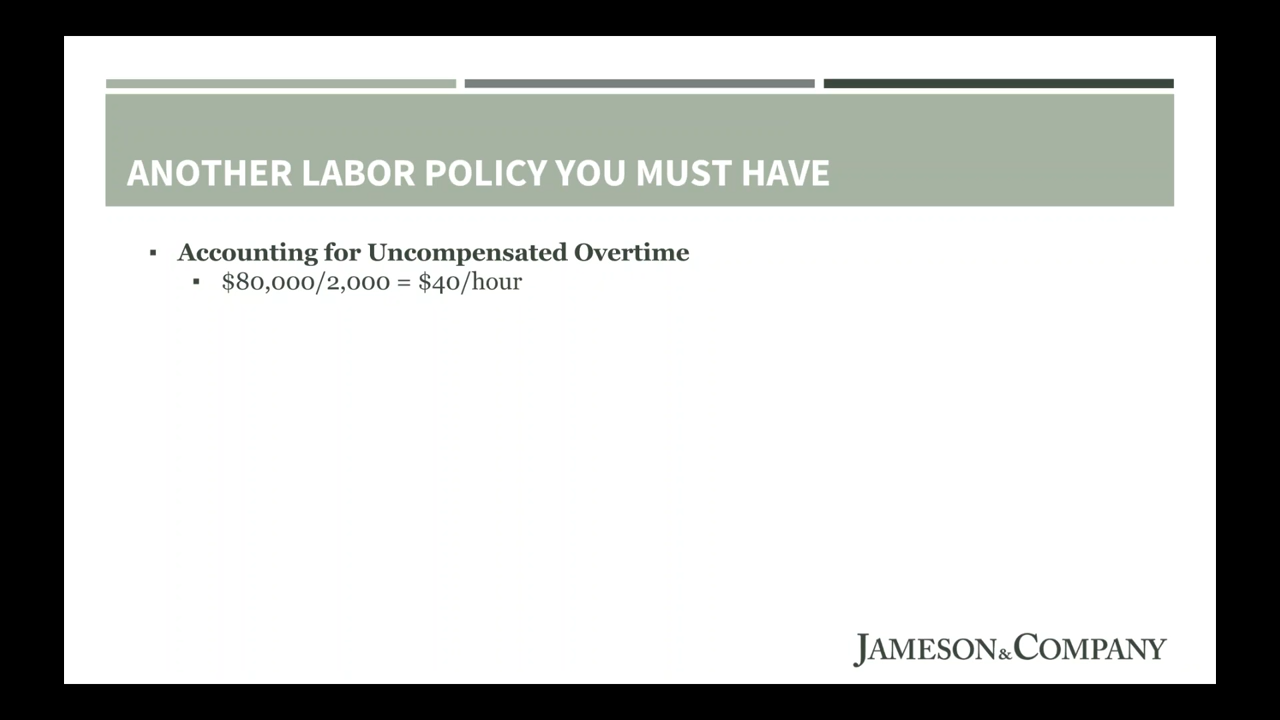 ANOTHER LABOR POLICY YOU MUST HAVE
▪ Accounting for Uncompensated Overtime
▪ $80,000/2,000 = $40/hour
JAMESON&COMPANY